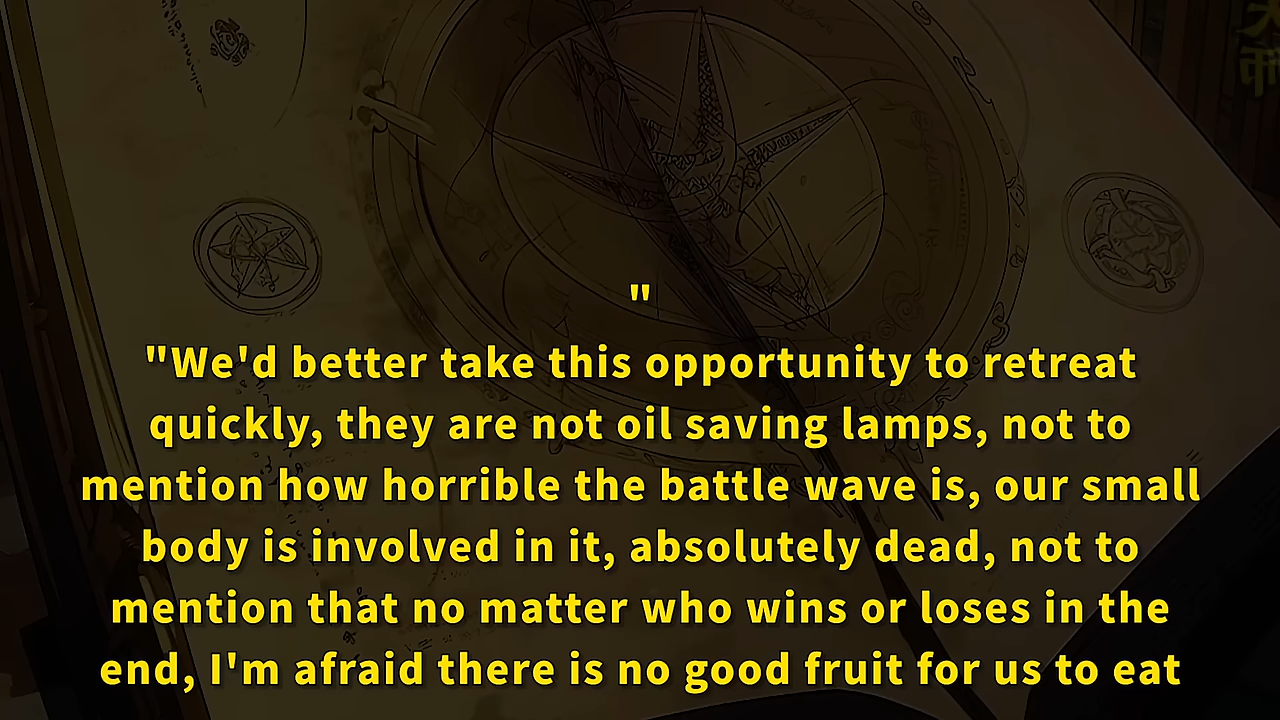 "
"We'd better take this opportunity to retreat
quickly, they are not oil saving lamps, not to
mention how horrible the battle wave is, our small
body is involved in it, absolutely dead, not to
mention that no matter who wins or loses in the
end, I'm afraid there is no good fruit for us to eat